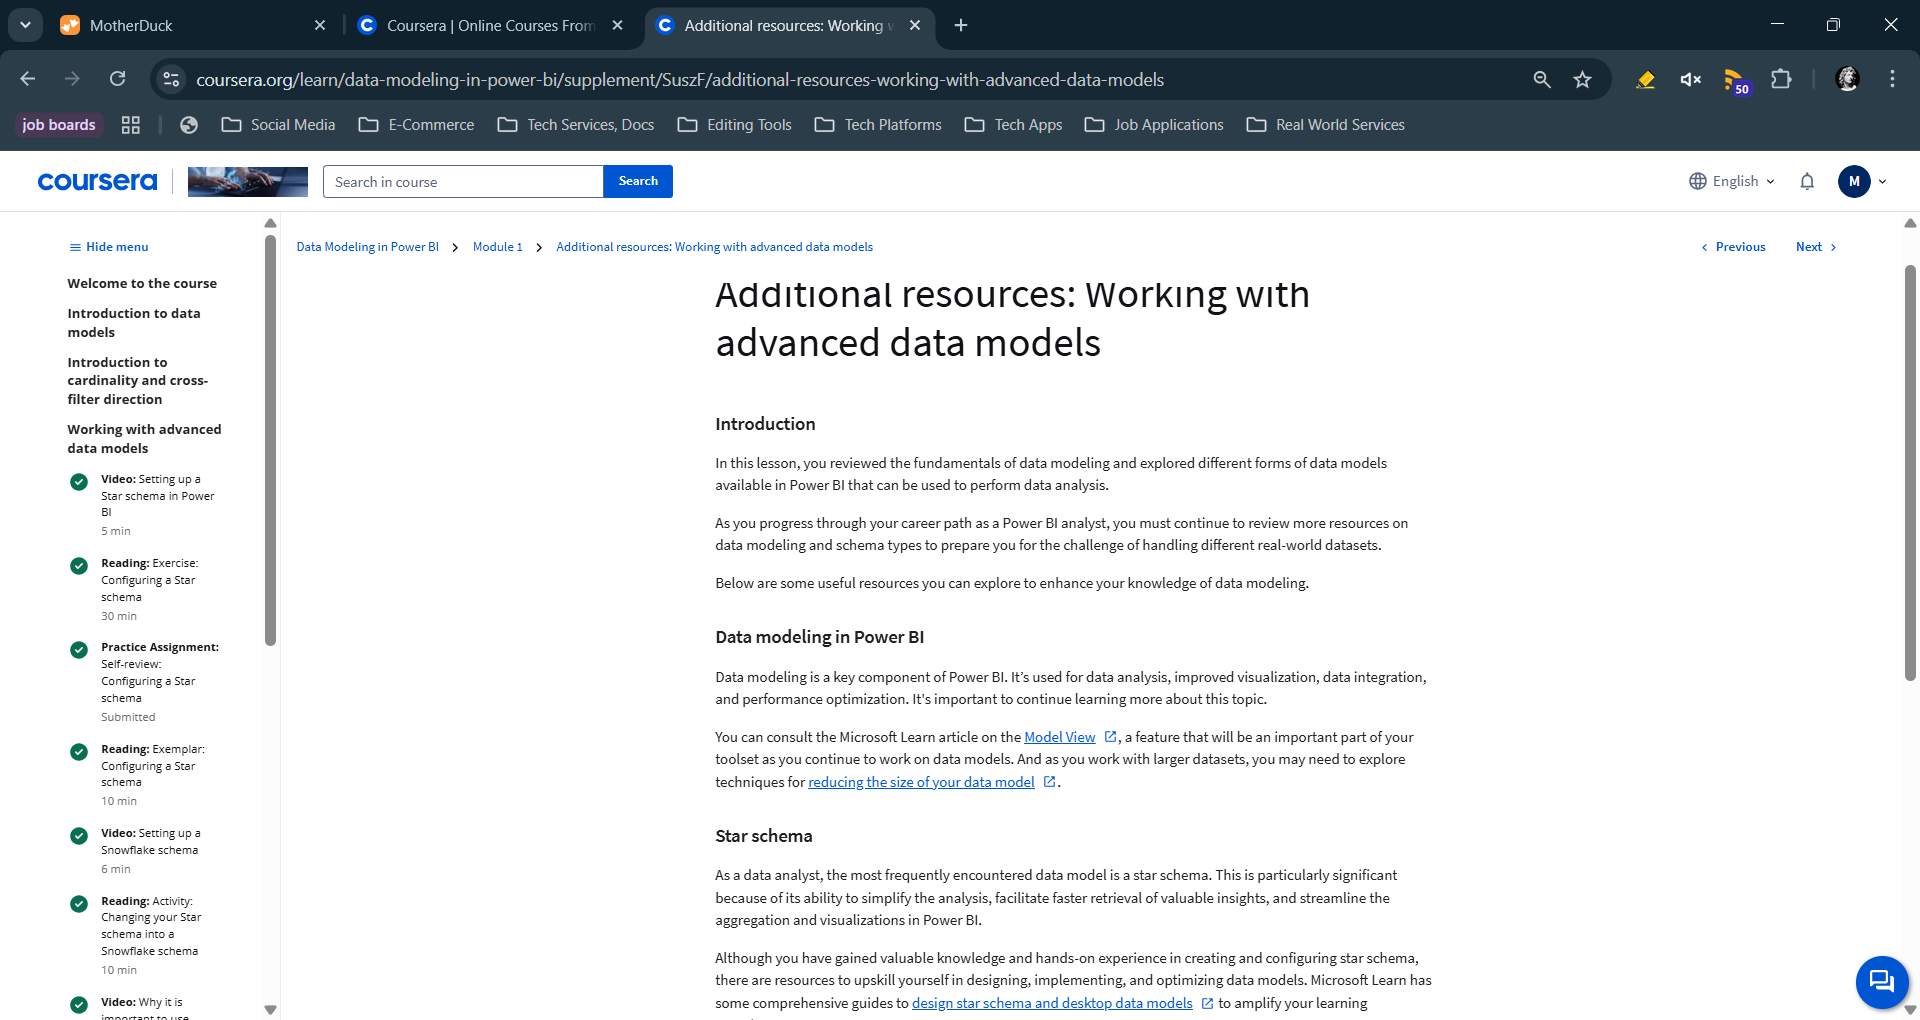 MotherDuck
Coursera | Online Courses From
Additional resources: Working
coursera.org/learn/data-modeling-in-power-bi/supplement/SuszF/additional-resources-working-with-advanced-data-models
50
job boards
Social Media
E-Commerce
Tech Services, Docs
Editing Tools
Tech Platforms
Tech Apps
Job Applications
Real World Services
coursera
Search in course
Search
English
M
Hide menu
Welcome to the course
Introduction to data
models
Introduction to
cardinality and cross-
filter direction
Working with advanced
data models
Video: Setting up a
Star schema in Power
BI
5 min
Reading: Exercise:
Configuring a Star
schema
30 min
Practice Assignment:
Self-review:
Configuring a Star
schema
Submitted
Reading: Exemplar:
Configuring a Star
schema
10 min
Video: Setting up a
Snowflake schema
6 min
Reading: Activity:
Changing your Star
schema into a
Snowflake schema
10 min
Video: Why it is
important to use
Data Modeling in Power BI > Module 1 > Additional resources: Working with advanced data models
Previous
Next
Additional resources: Working with
advanced data models
Introduction
In this lesson, you reviewed the fundamentals of data modeling and explored different forms of data models
available in Power BI that can be used to perform data analysis.
As you progress through your career path as a Power BI analyst, you must continue to review more resources on
data modeling and schema types to prepare you for the challenge of handling different real-world datasets.
Below are some useful resources you can explore to enhance your knowledge of data modeling.
Data modeling in Power BI
Data modeling is a key component of Power BI. It’s used for data analysis, improved visualization, data integration,
and performance optimization. It's important to continue learning more about this topic.
You can consult the Microsoft Learn article on the Model View , a feature that will be an important part of your
toolset as you continue to work on data models. And as you work with larger datasets, you may need to explore
techniques for reducing the size of your data model .
Star schema
As a data analyst, the most frequently encountered data model is a star schema. This is particularly significant
because of its ability to simplify the analysis, facilitate faster retrieval of valuable insights, and streamline the
aggregation and visualizations in Power BI.
Although you have gained valuable knowledge and hands-on experience in creating and configuring star schema,
there are resources to upskill yourself in designing, implementing, and optimizing data models. Microsoft Learn has
some comprehensive guides to design star schema and desktop data models to amplify your learning